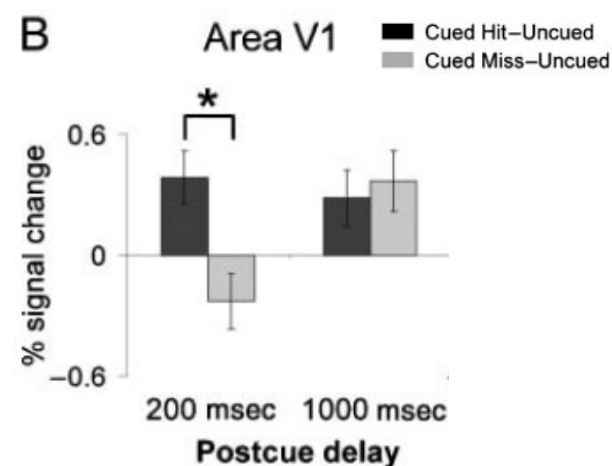 B
Area V1
Cued Hit–Uncued
Cued Miss–Uncued
*
% signal change
0.6
0
–0.6
200 msec
1000 msec
Postcue delay